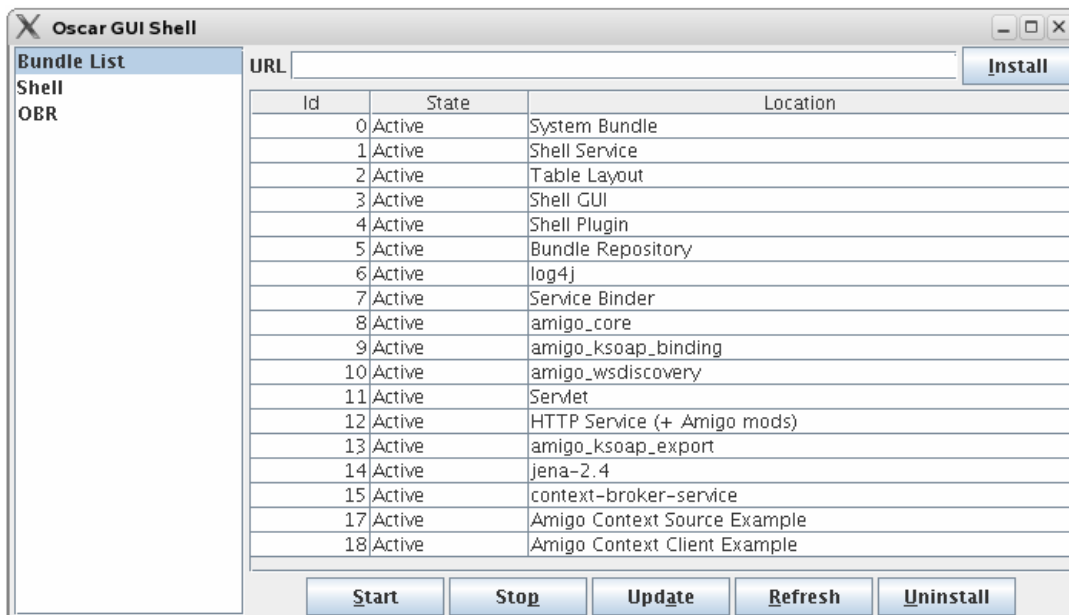 Oscar GUI Shell
Bundle List
Shell
OBR
URL Install
Id State Location
0 Active System Bundle
1 Active Shell Service
2 Active Table Layout
3 Active Shell GUI
4 Active Shell Plugin
5 Active Bundle Repository
6 Active log4j
7 Active Service Binder
8 Active amigo_core
9 Active amigo_ksoap_binding
10 Active amigo_wsdiscovery
11 Active Servlet
12 Active HTTP Service (+ Amigo mods)
13 Active amigo_ksoap_export
14 Active jena-2.4
15 Active context-broker-service
17 Active Amigo Context Source Example
18 Active Amigo Context Client Example
Start Stop Update Refresh Uninstall